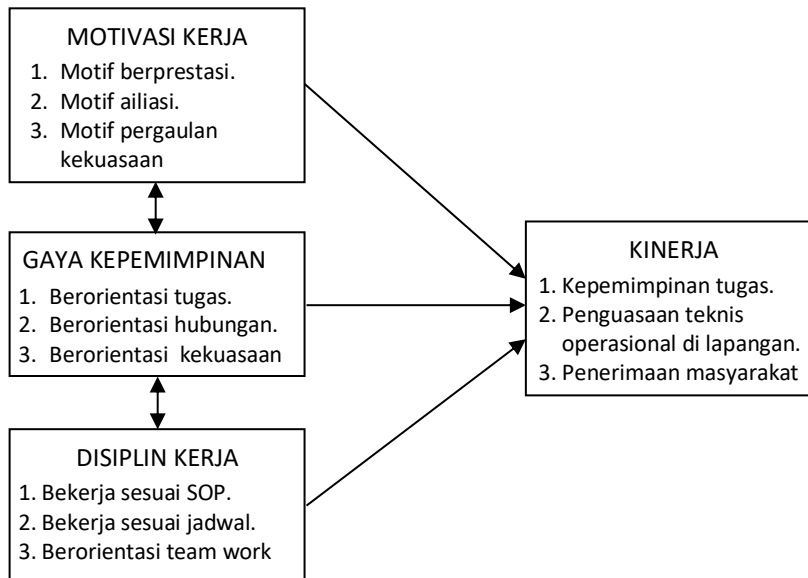 MOTIVASI KERJA
1. Motif berprestasi.
2. Motif ailiasi.
3. Motif pergaulan
kekuasaan
GAYA KEPEMIMPINAN
1. Berorientasi tugas.
2. Berorientasi hubungan.
3. Berorientasi kekuasaan
DISIPLIN KERJA
1. Bekerja sesuai SOP.
2. Bekerja sesuai jadwal.
3. Berorientasi team work
KINERJA
1. Kepemimpinan tugas.
2. Penguasaan teknis
operasional di lapangan.
3. Penerimaan masyarakat